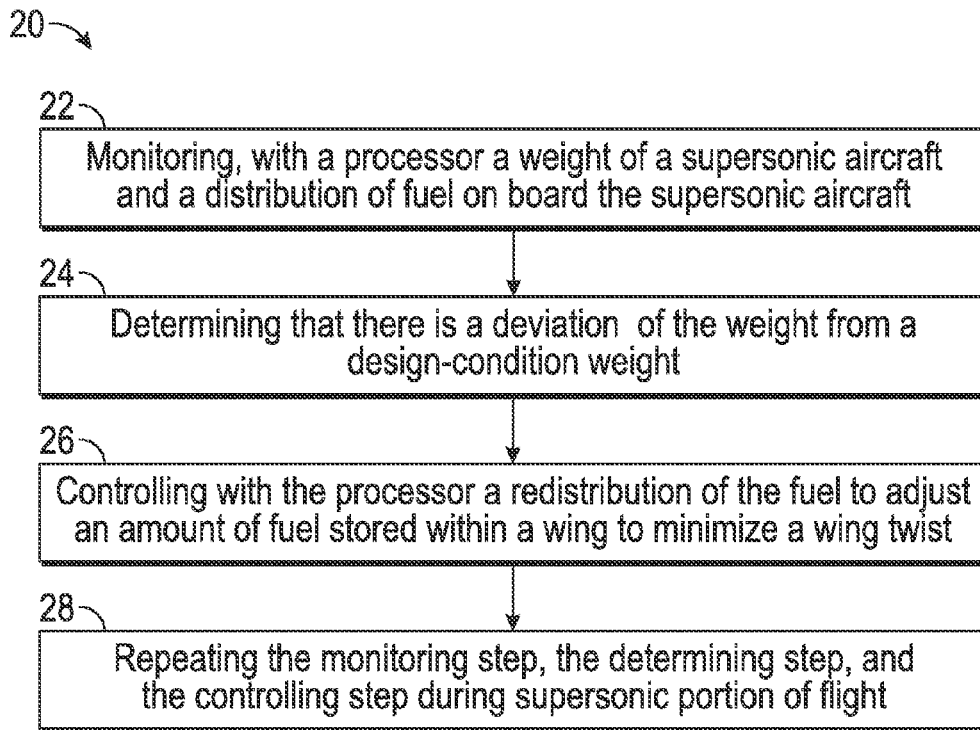 20
22
Monitoring, with a processor a weight of a supersonic aircraft
and a distribution of fuel on board the supersonic aircraft
24
Determining that there is a deviation of the weight from a
design-condition weight
26
Controlling with the processor a redistribution of the fuel to adjust
an amount of fuel stored within a wing to minimize a wing twist
28
Repeating the monitoring step, the determining step, and
the controlling step during supersonic portion of flight